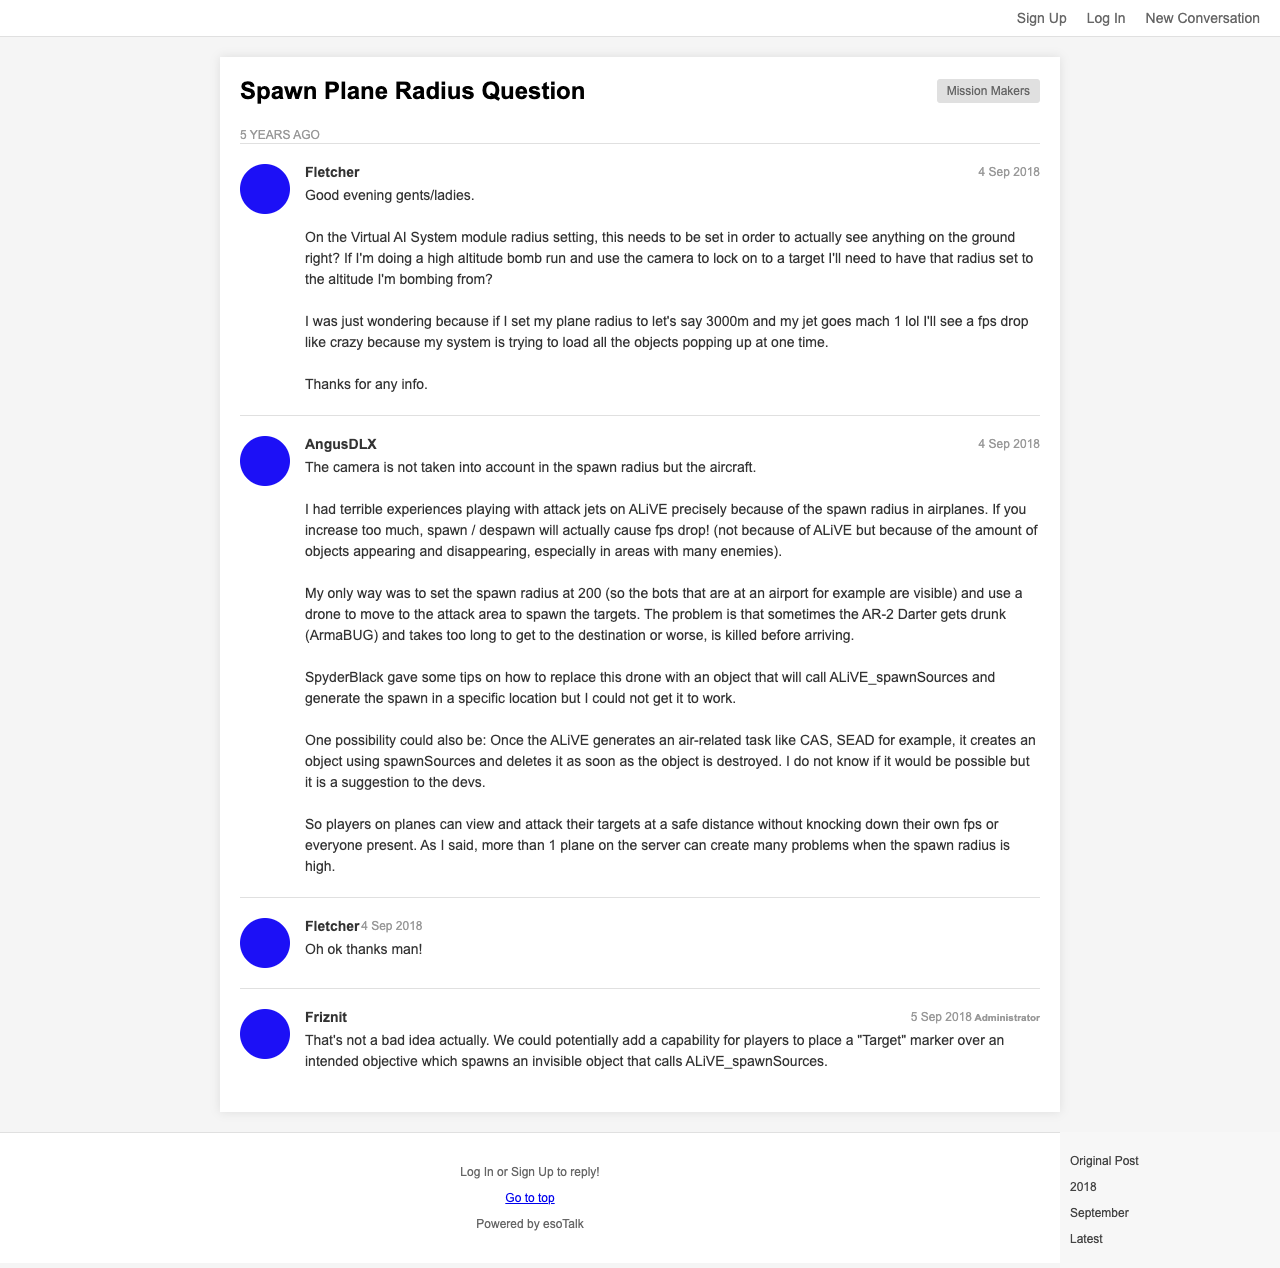 Sign Up Log In New Conversation
Spawn Plane Radius Question
Mission Makers
5 YEARS AGO
Fletcher 4 Sep 2018
Good evening gents/ladies.
On the Virtual AI System module radius setting, this needs to be set in order to actually see anything on the ground
right? If I'm doing a high altitude bomb run and use the camera to lock on to a target I'll need to have that radius set to
the altitude I'm bombing from?
I was just wondering because if I set my plane radius to let's say 3000m and my jet goes mach 1 lol I'll see a fps drop
like crazy because my system is trying to load all the objects popping up at one time.
Thanks for any info.
AngusDLX 4 Sep 2018
The camera is not taken into account in the spawn radius but the aircraft.
I had terrible experiences playing with attack jets on ALiVE precisely because of the spawn radius in airplanes. If you
increase too much, spawn / despawn will actually cause fps drop! (not because of ALiVE but because of the amount of
objects appearing and disappearing, especially in areas with many enemies).
My only way was to set the spawn radius at 200 (so the bots that are at an airport for example are visible) and use a
drone to move to the attack area to spawn the targets. The problem is that sometimes the AR-2 Darter gets drunk
(ArmaBUG) and takes too long to get to the destination or worse, is killed before arriving.
SpyderBlack gave some tips on how to replace this drone with an object that will call ALiVE_spawnSources and
generate the spawn in a specific location but I could not get it to work.
One possibility could also be: Once the ALiVE generates an air-related task like CAS, SEAD for example, it creates an
object using spawnSources and deletes it as soon as the object is destroyed. I do not know if it would be possible but
it is a suggestion to the devs.
So players on planes can view and attack their targets at a safe distance without knocking down their own fps or
everyone present. As I said, more than 1 plane on the server can create many problems when the spawn radius is
high.
Fletcher 4 Sep 2018
Oh ok thanks man!
Friznit 5 Sep 2018 Administrator
That's not a bad idea actually. We could potentially add a capability for players to place a "Target" marker over an
intended objective which spawns an invisible object that calls ALiVE_spawnSources.
Log In or Sign Up to reply!
Go to top
Powered by esoTalk
Original Post
2018
September
Latest